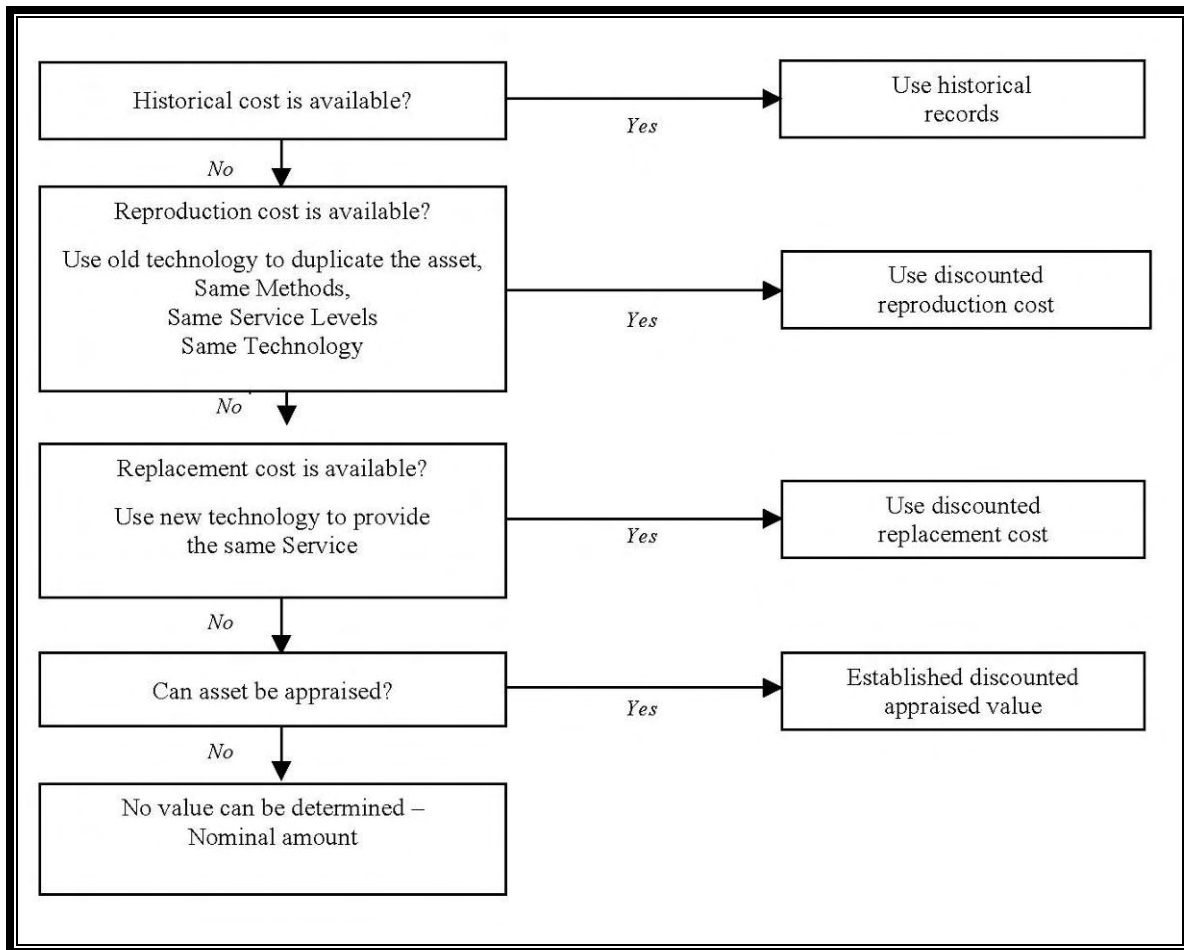 Historical cost is available?
Yes
Use historical
records
No
Reproduction cost is available?
Use old technology to duplicate the asset,
Same Methods,
Same Service Levels
Same Technology
Yes
Use discounted
reproduction cost
No
Replacement cost is available?
Use new technology to provide
the same Service
Yes
Use discounted
replacement cost
No
Can asset be appraised?
Yes
Established discounted
appraised value
No
No value can be determined –
Nominal amount